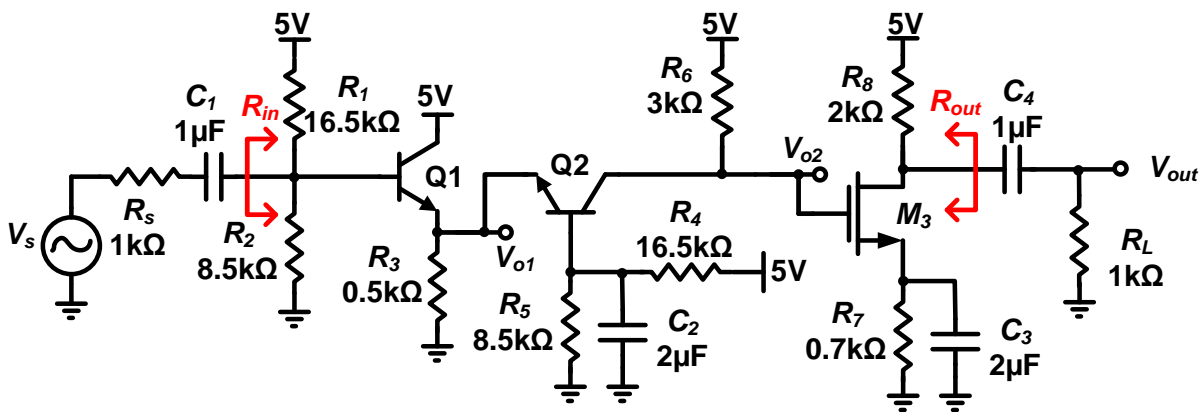 5V
R1
16.5kΩ
C1
1µF
Rin
Rs
1kΩ
Vs
R2
8.5kΩ
5V
Q1
R3
0.5kΩ
Vo1
Q2
R4
16.5kΩ
5V
R5
8.5kΩ
C2
2µF
5V
R6
3kΩ
Vo2
5V
R8
2kΩ
Rout
C4
1µF
Vout
M3
RL
1kΩ
R7
0.7kΩ
C3
2µF